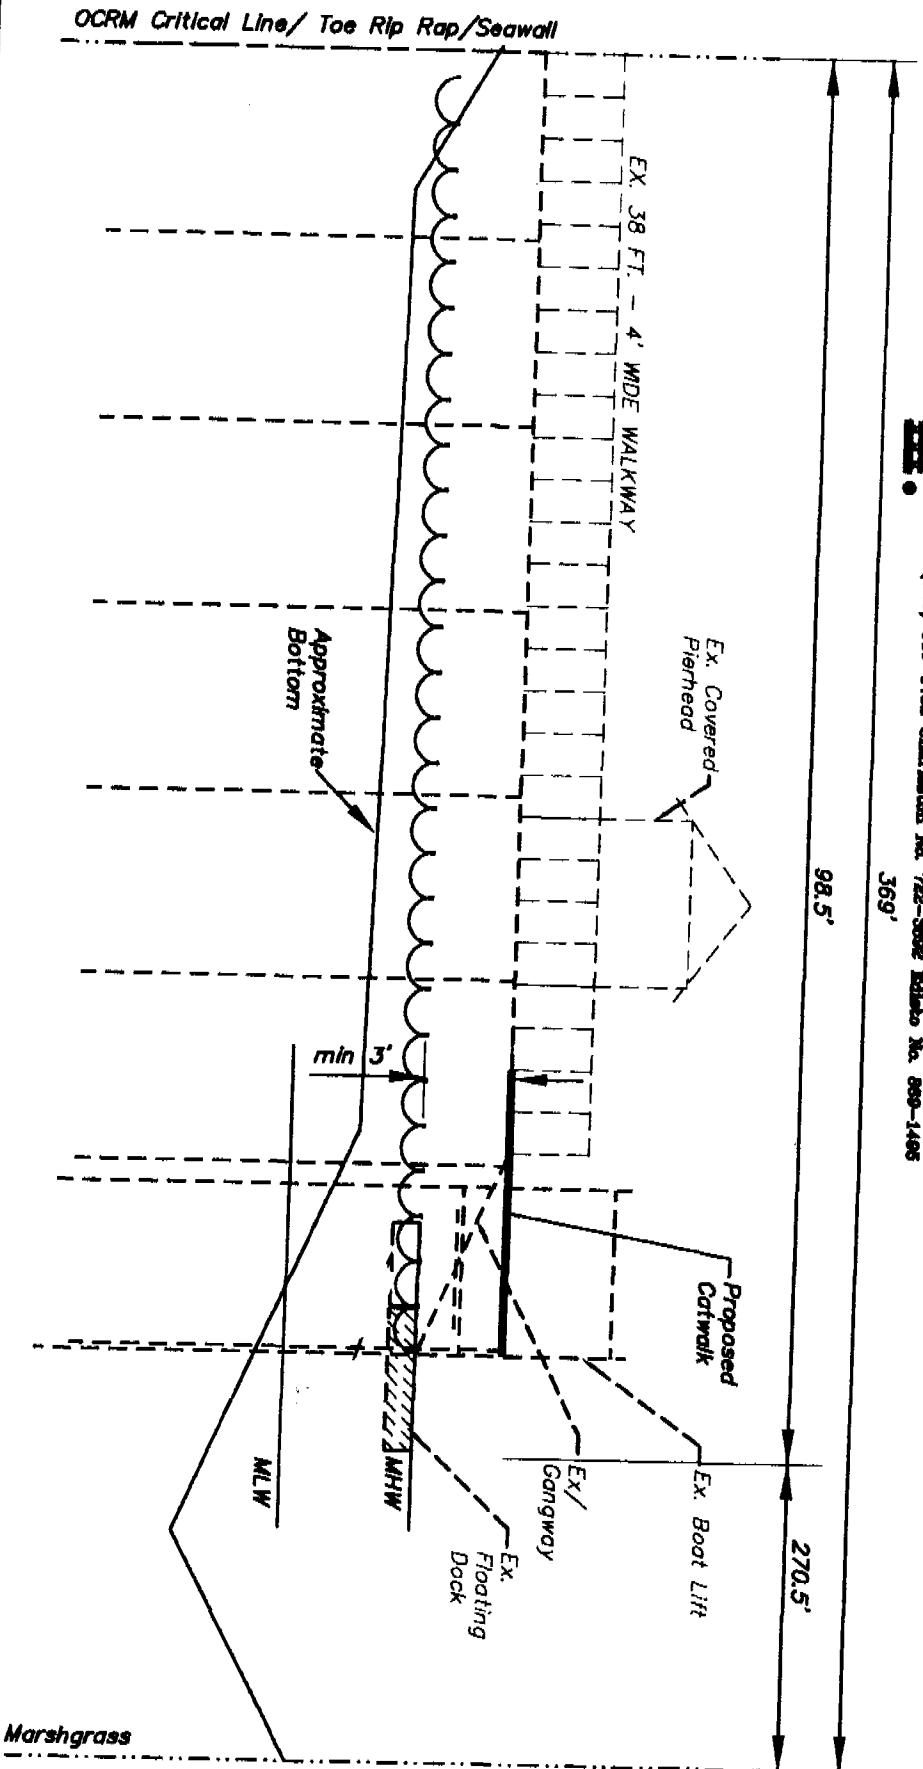 OCRM Critical Line/ Toe Rip Rap/Seawall
EX. 38 FT. - 4' WIDE WALKWAY
369'
98.5'
270.5'
Ex. Covered
Pierhead
Approximate
Bottom
min 3'
Proposed
Catwalk
Ex. Boat Lift
Ex/
Gangway
Ex.
Floating
Dock
MHW
MLW
Marshgrass